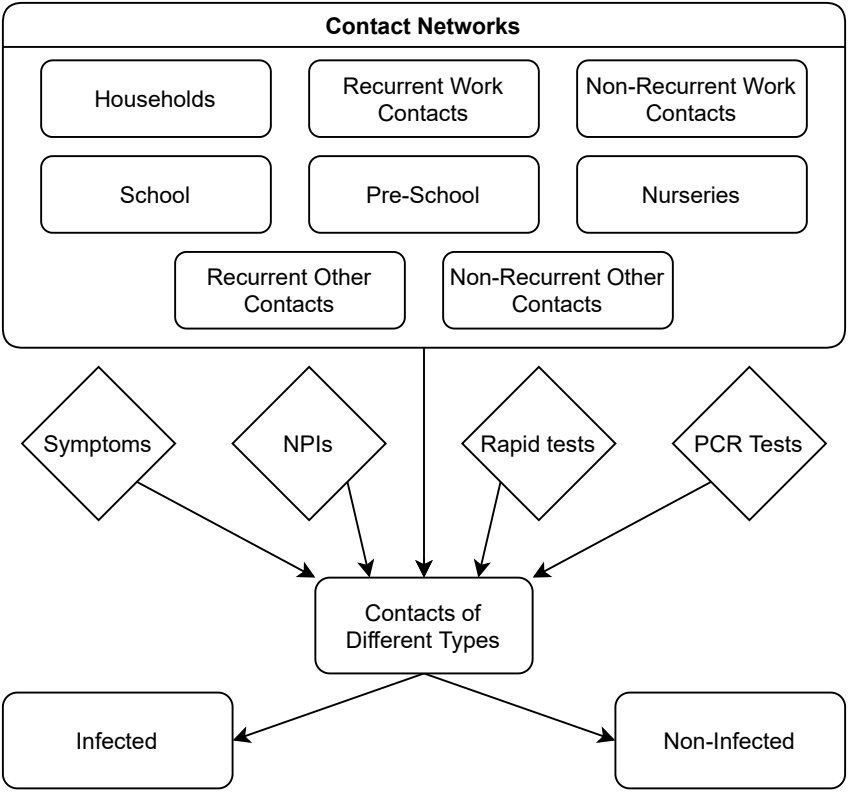 Contact Networks
Households
Recurrent Work
Contacts
Non-Recurrent Work
Contacts
School
Pre-School
Nurseries
Recurrent Other
Contacts
Non-Recurrent Other
Contacts
Symptoms
NPIs
Rapid tests
PCR Tests
Contacts of
Different Types
Infected
Non-Infected